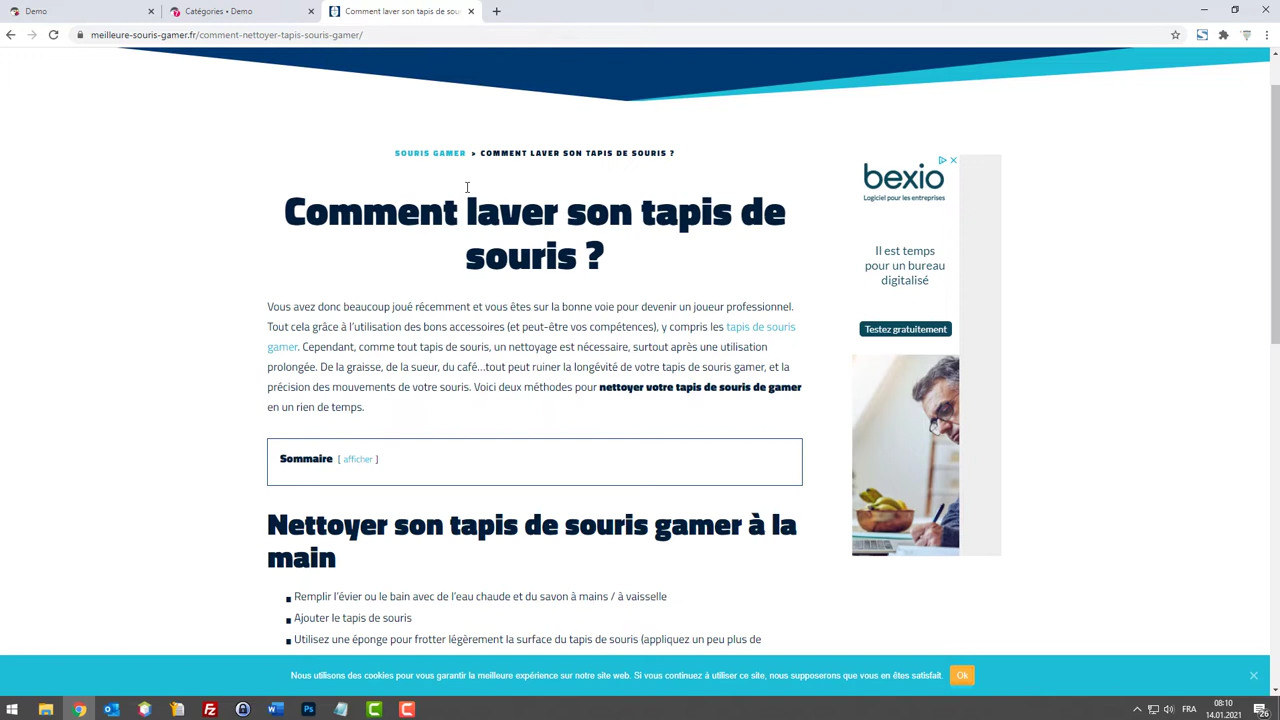 Demo
Catégories ‹ Demo
Comment laver son tapis de sou
meilleure-souris-gamer.fr/comment-nettoyer-tapis-souris-gamer/
SOURIS GAMER > COMMENT LAVER SON TAPIS DE SOURIS ?
Comment laver son tapis de
souris ?
Vous avez donc beaucoup joué récemment et vous êtes sur la bonne voie pour devenir un joueur professionnel.
Tout cela grâce à l’utilisation des bons accessoires (et peut-être vos compétences), y compris les tapis de souris
gamer. Cependant, comme tout tapis de souris, un nettoyage est nécessaire, surtout après une utilisation
prolongée. De la graisse, de la sueur, du café…tout peut ruiner la longévité de votre tapis de souris gamer, et la
précision des mouvements de votre souris. Voici deux méthodes pour nettoyer votre tapis de souris de gamer
en un rien de temps.
Sommaire [ afficher ]
Nettoyer son tapis de souris gamer à la
main
Remplir l’évier ou le bain avec de l’eau chaude et du savon à mains / à vaisselle
Ajouter le tapis de souris
Utilisez une éponge pour frotter légèrement la surface du tapis de souris (appliquez un peu plus de
bexio
Logiciel pour les entreprises
Il est temps
pour un bureau
digitalisé
Testez gratuitement
Nous utilisons des cookies pour vous garantir la meilleure expérience sur notre site web. Si vous continuez à utiliser ce site, nous supposerons que vous en êtes satisfait. Ok
FRA
08:10
14.01.2021
26